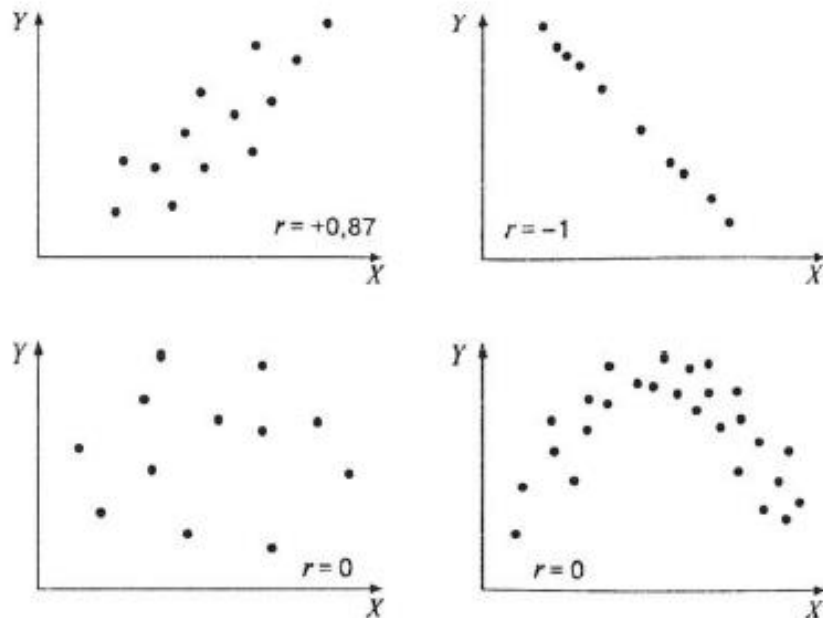 Y
r = +0,87
X
Y
r = –1
X
Y
r = 0
X
Y
r = 0
X